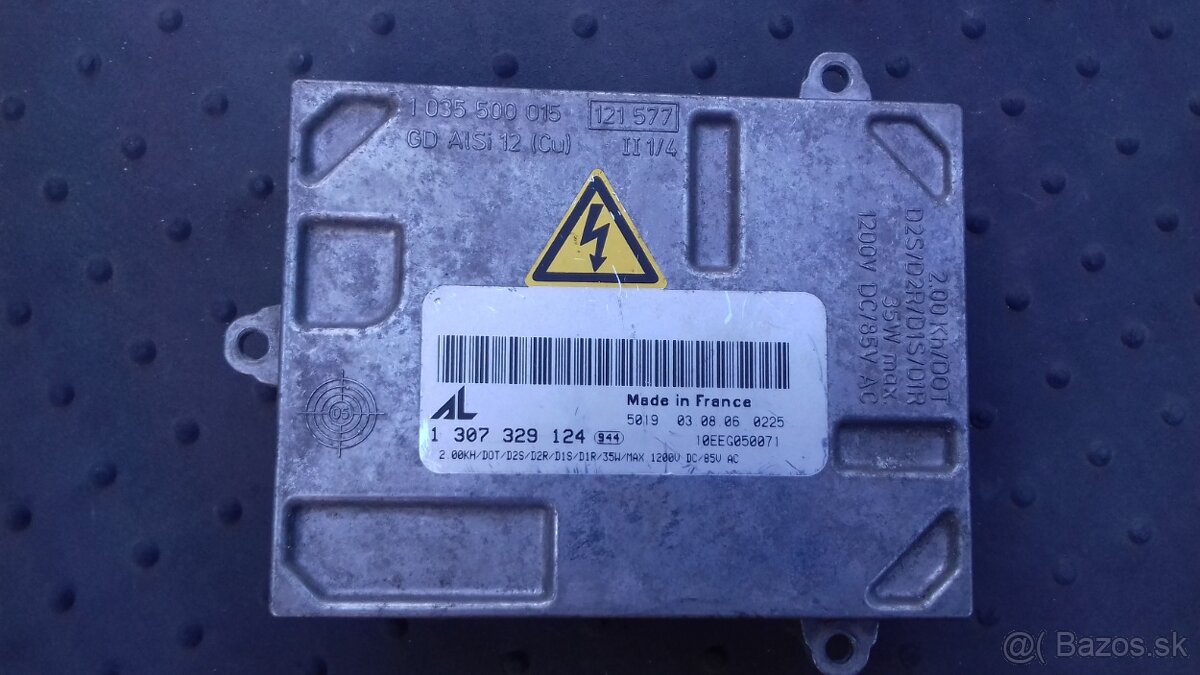 1 035 500 015 121 577
GD AlSi 12 (Cu) II 1/4
2.00 Kh/DOT
D2S/D2R/D1S/D1R
35W max
1200V DC/85V AC
05
AL
Made in France
5019 03 08 06 0225
1 307 329 124 944
10EEG050071
2.00KH/DOT/D2S/D2R/D1S/D1R/35W/MAX 1200V DC/85V AC
@( Bazos.sk